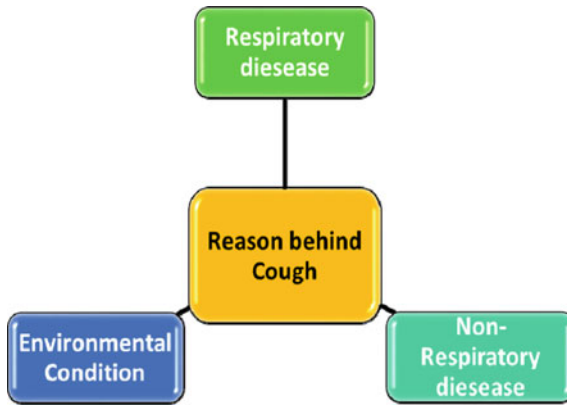 Respiratory
diesease
Reason behind
Cough
Environmental
Condition
Non-
Respiratory
diesease